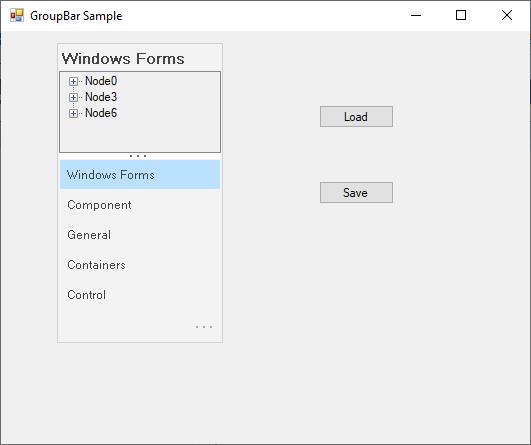 GroupBar Sample
Windows Forms
Node0
Node3
Node6
Load
Windows Forms
Save
Component
General
Containers
Control